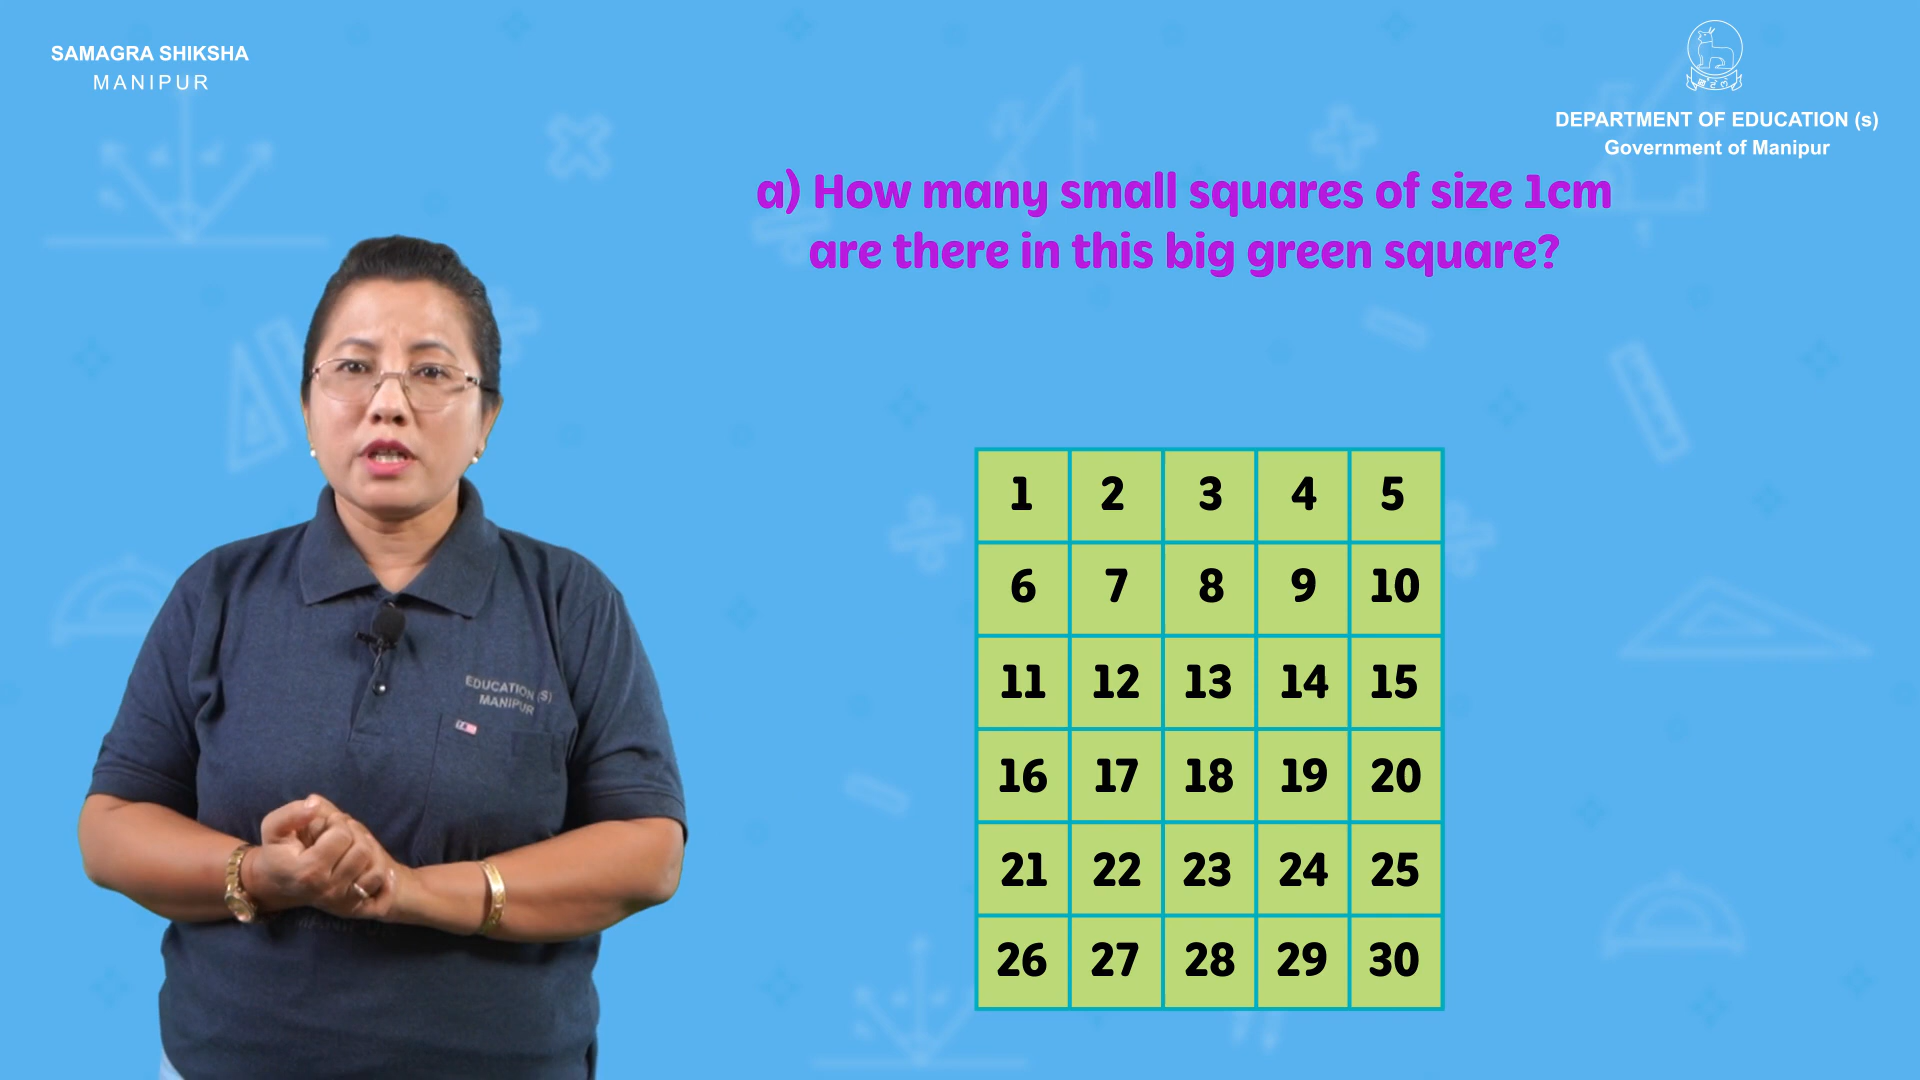 SAMAGRA SHIKSHA
MANIPUR
DEPARTMENT OF EDUCATION (s)
Government of Manipur
a) How many small squares of size 1cm
are there in this big green square?
EDUCATION (S)
MANIPUR
1 2 3 4 5
6 7 8 9 10
11 12 13 14 15
16 17 18 19 20
21 22 23 24 25
26 27 28 29 30